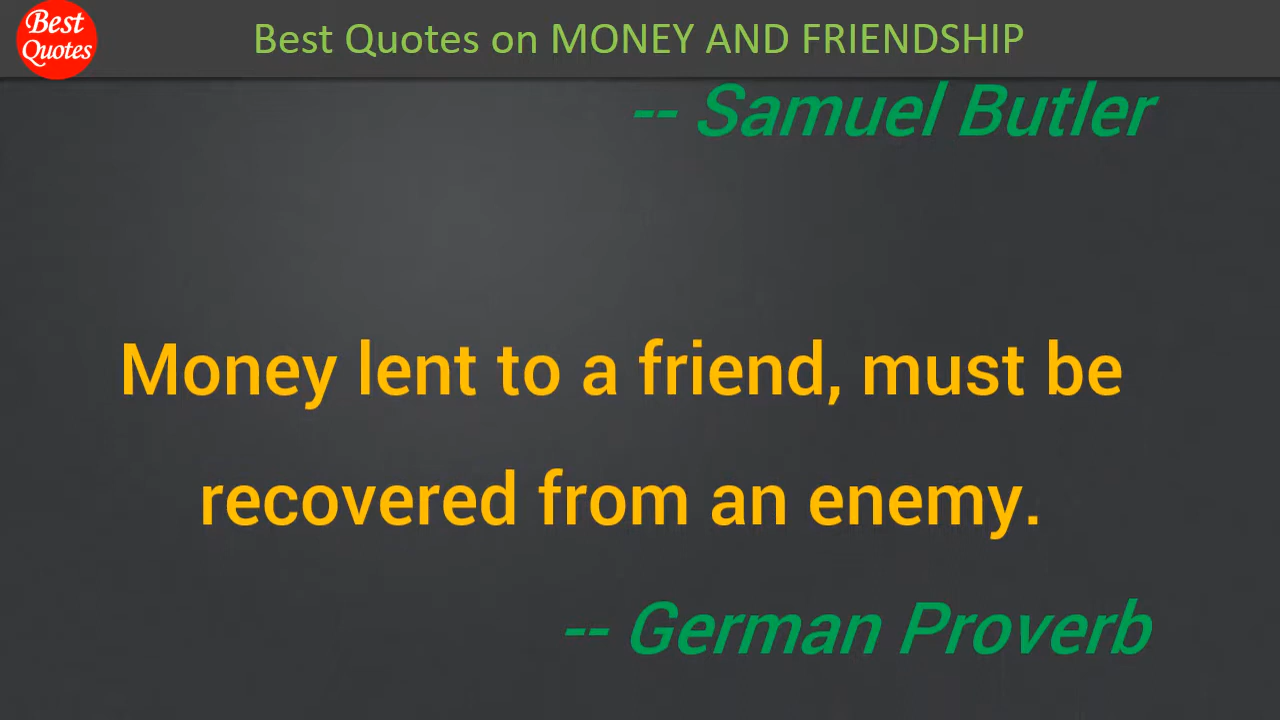 Best
Quotes
Best Quotes on MONEY AND FRIENDSHIP
-- Samuel Butler
Money lent to a friend, must be
recovered from an enemy.
-- German Proverb